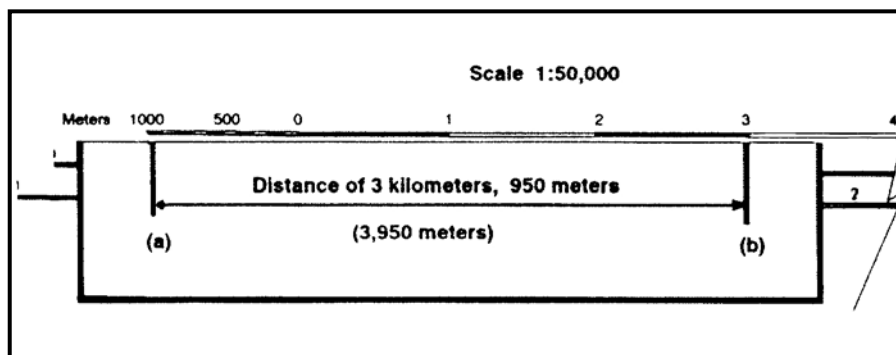 Scale 1:50,000
Meters 1000 500 0 1 2 3 4
Distance of 3 kilometers, 950 meters
?
(3,950 meters)
(a)
(b)